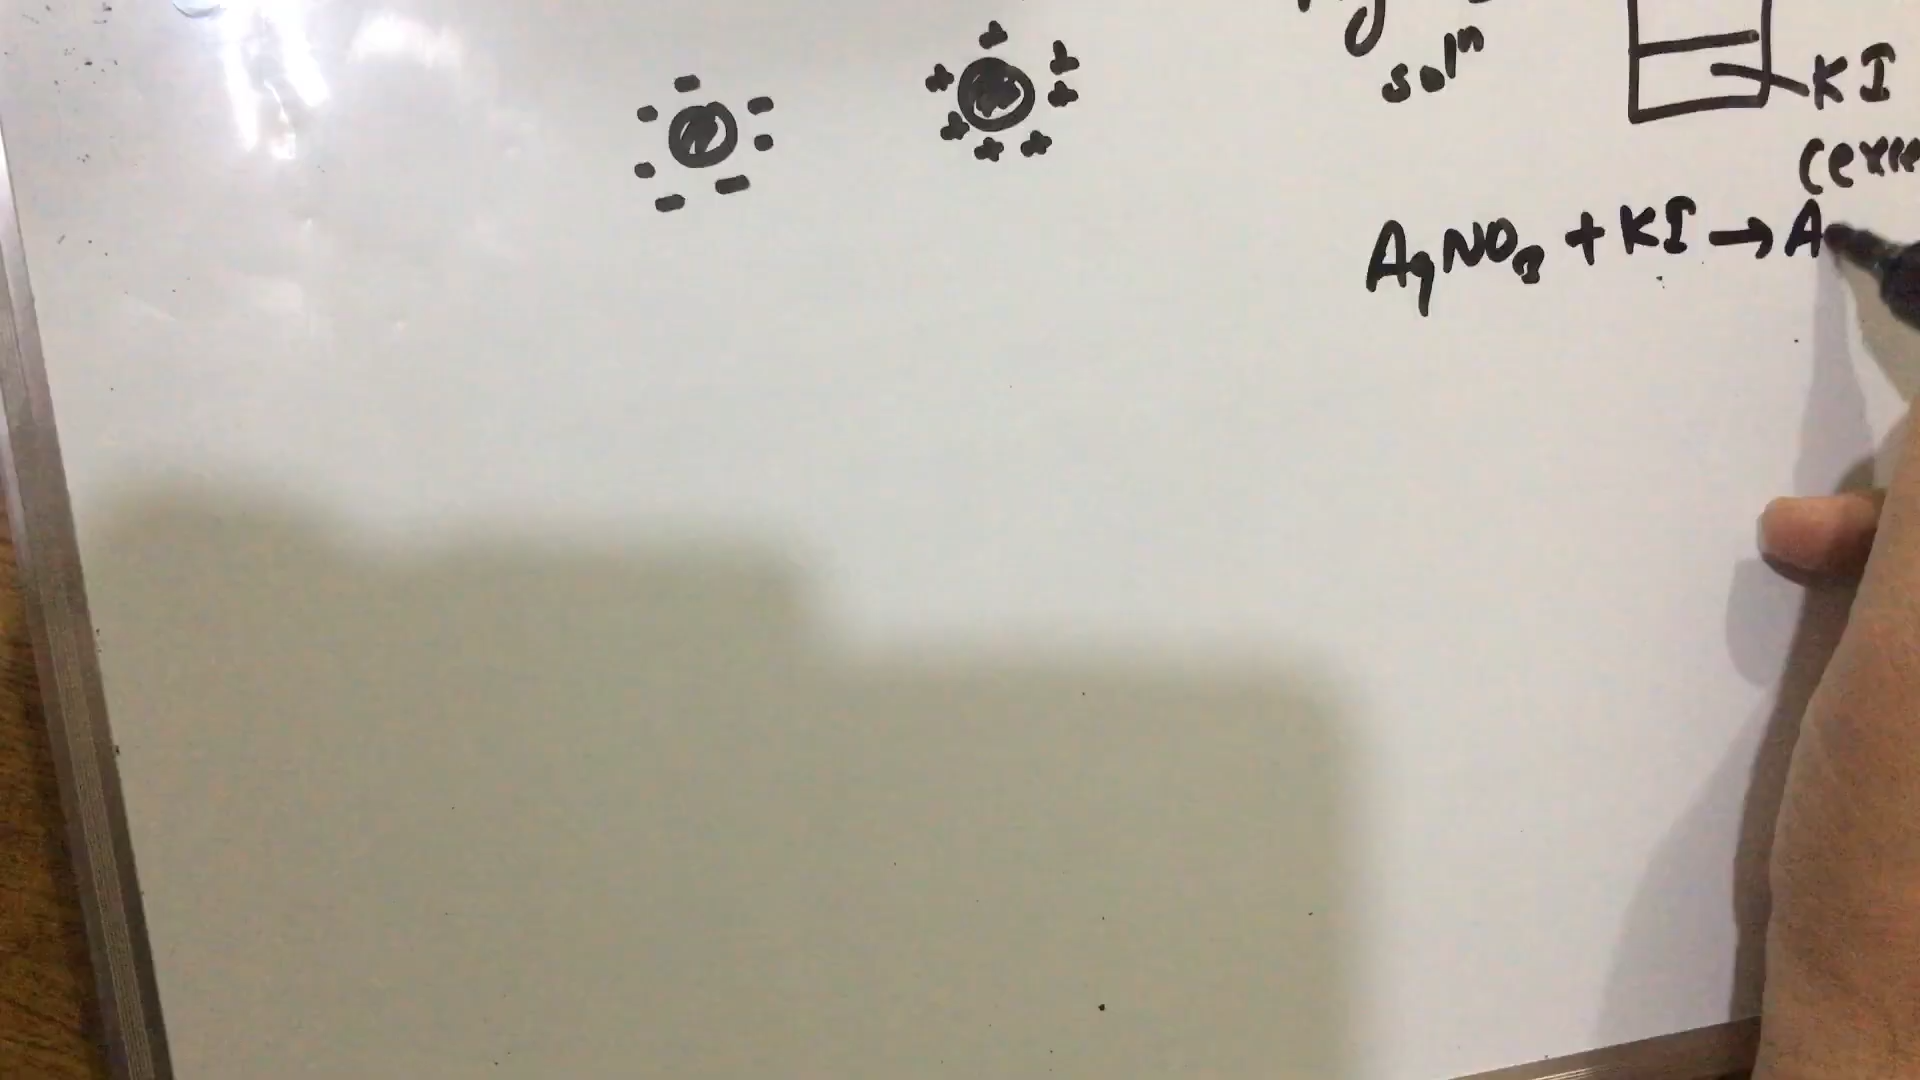 solⁿ
KI
AgNO₃ + KI → A